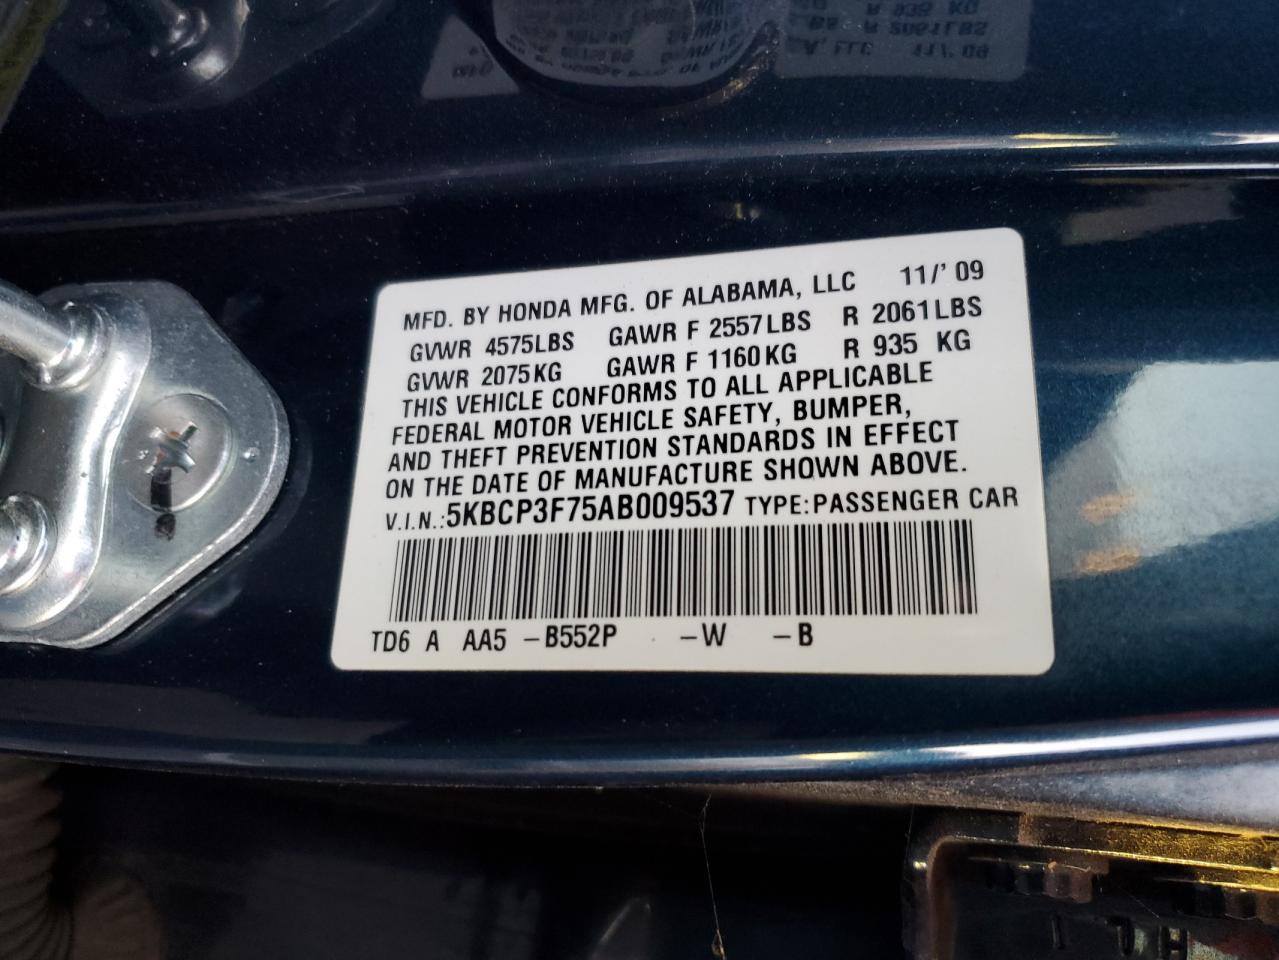 MFD. BY HONDA MFG. OF ALABAMA, LLC 11/'09
GVWR 4575LBS GAWR F 2557LBS R 2061LBS
GVWR 2075KG GAWR F 1160KG R 935 KG
THIS VEHICLE CONFORMS TO ALL APPLICABLE
FEDERAL MOTOR VEHICLE SAFETY, BUMPER,
AND THEFT PREVENTION STANDARDS IN EFFECT
ON THE DATE OF MANUFACTURE SHOWN ABOVE.
V.I.N.:5KBCP3F75AB009537 TYPE:PASSENGER CAR
TD6 A AA5 -B552P -W -B